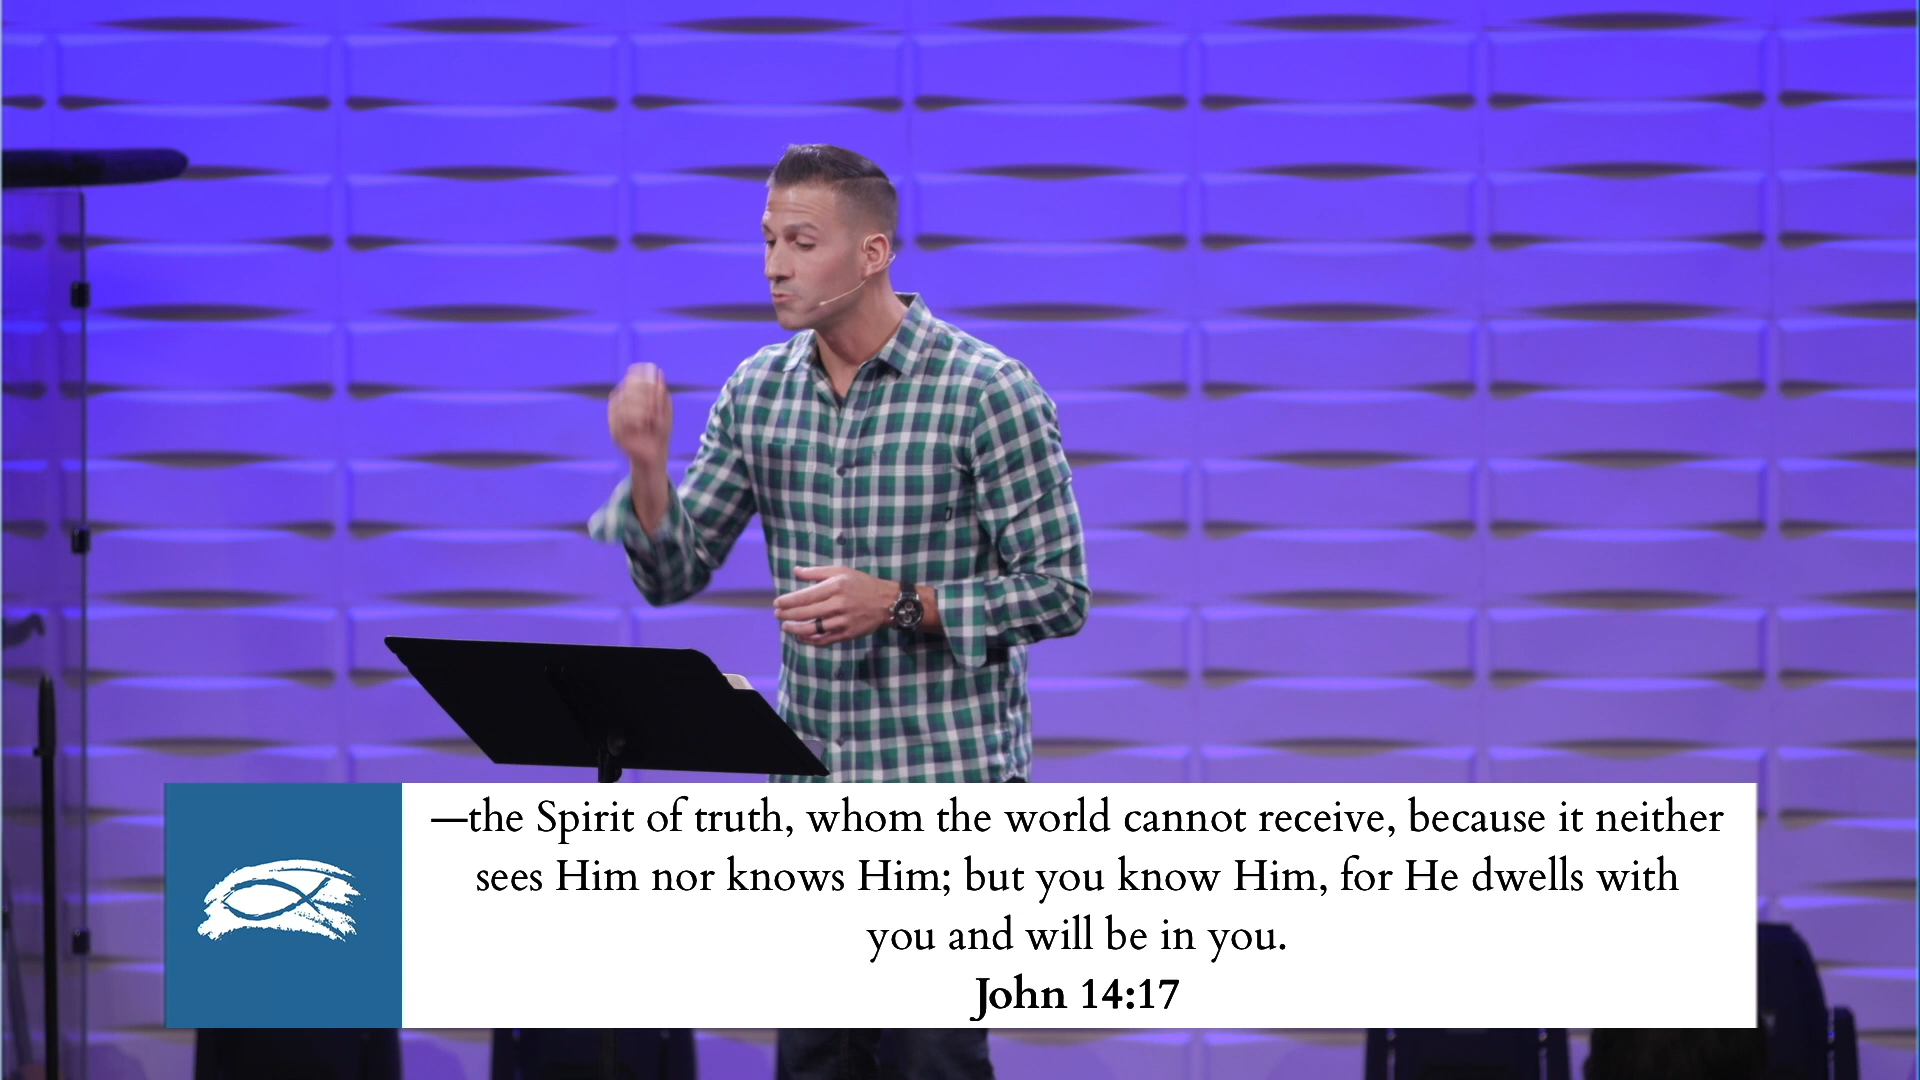 —the Spirit of truth, whom the world cannot receive, because it neither
sees Him nor knows Him; but you know Him, for He dwells with
you and will be in you.
John 14:17